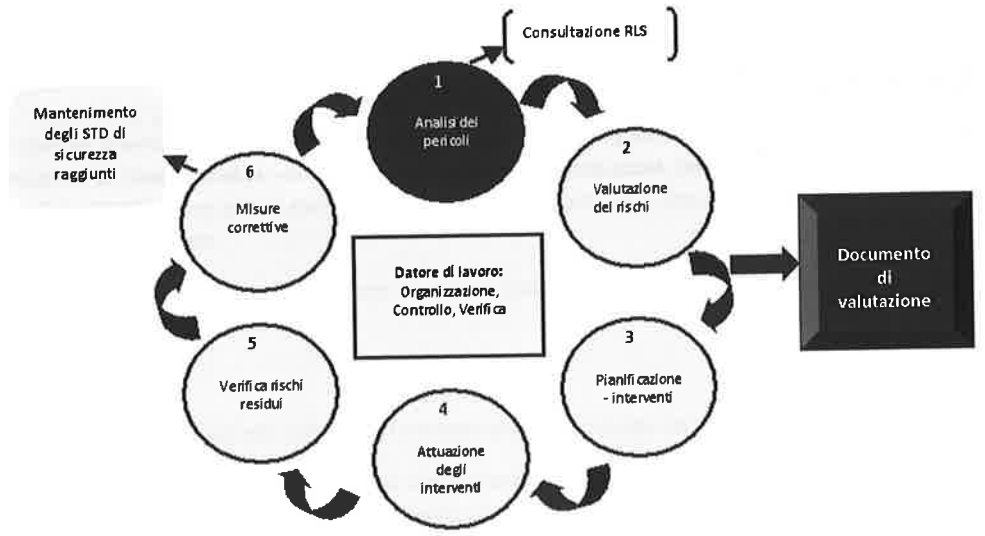 Consultazione RLS
1
Analisi dei
pericoli
2
Valutazione
dei rischi
Documento
di
valutazione
3
Pianificazione
- interventi
4
Attuazione
degli
interventi
5
Verifica rischi
residui
6
Misure
correttive
Mantenimento
degli STD di
sicurezza
raggiunti
Datore di lavoro:
Organizzazione,
Controllo, Verifica